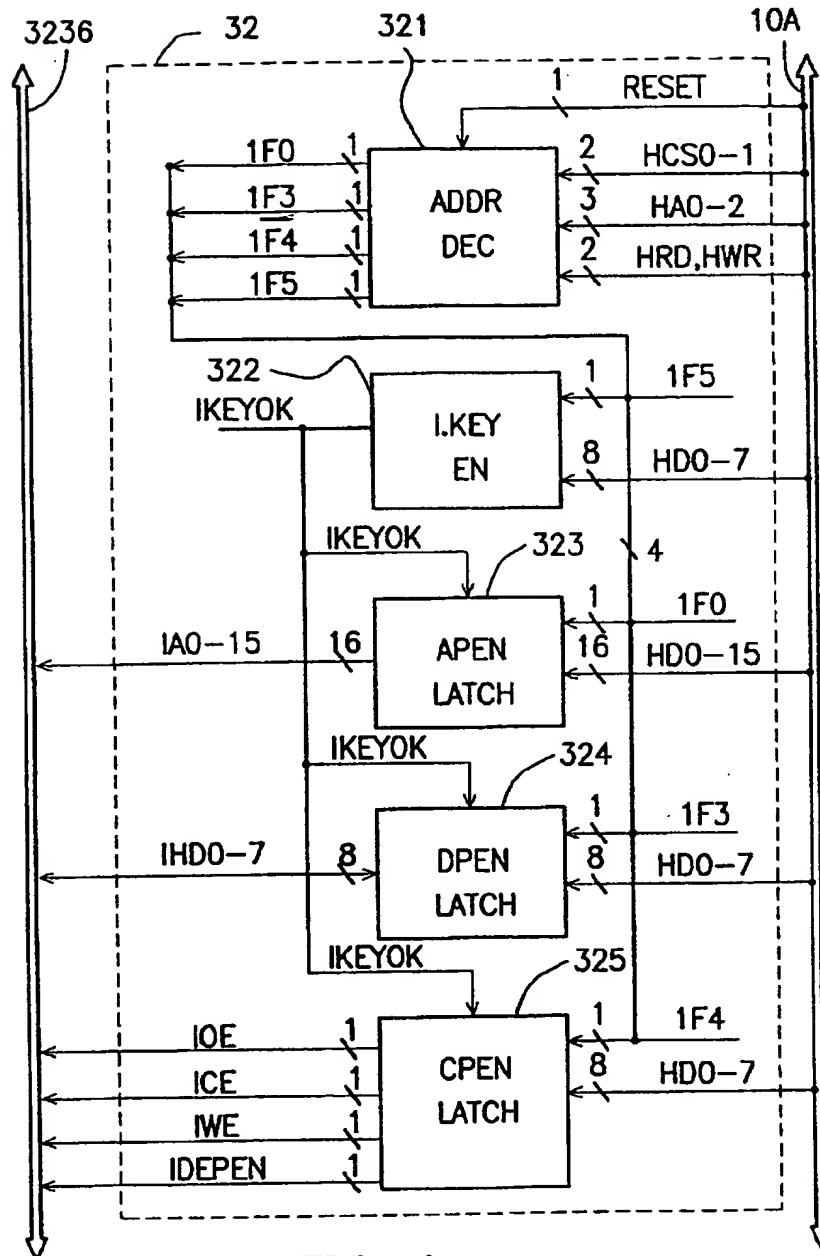 3236
32
321
10A
1
RESET
1F0
1
2
HCS0-1
1F3
1
ADDR
DEC
3
HA0-2
1F4
1
2
HRD,HWR
1F5
1
322
IKEYOK
I.KEY
EN
1
1F5
8
HD0-7
IKEYOK
323
4
1
1F0
IA0-15
16
APEN
LATCH
16
HD0-15
IKEYOK
324
1
1F3
IHD0-7
8
DPEN
LATCH
8
HD0-7
IKEYOK
325
1
1F4
IOE
1
CPEN
LATCH
8
HD0-7
ICE
1
IWE
1
IDEPEN
1